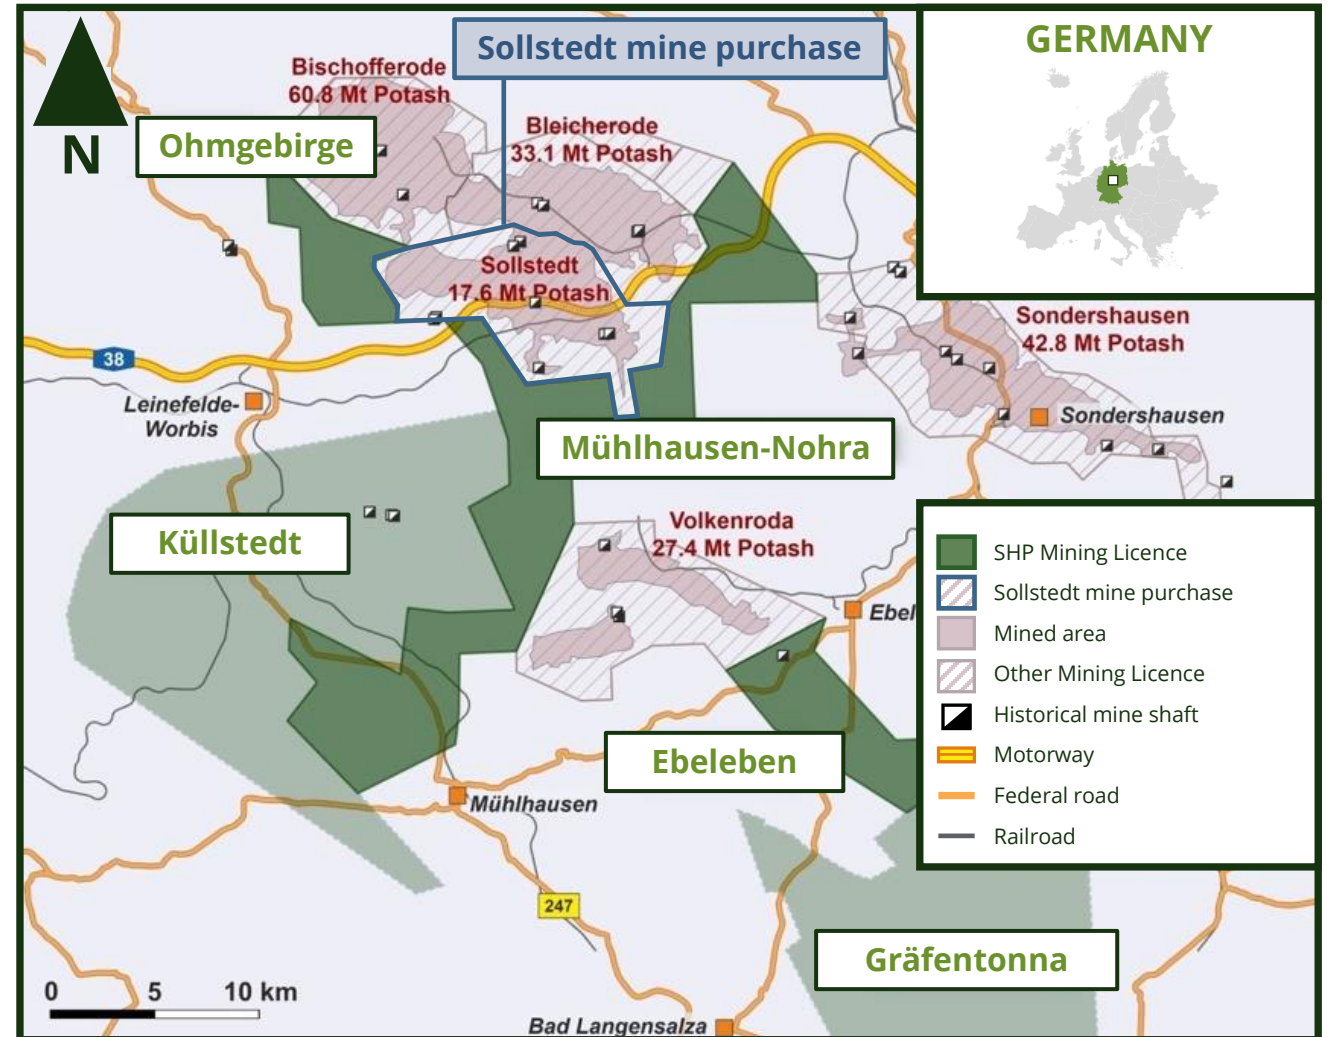 Sollstedt mine purchase
GERMANY
Bischofferode
60.8 Mt Potash
Ohmgebirge
N
Bleicherode
33.1 Mt Potash
Sollstedt
17.6 Mt Potash
Sondershausen
42.8 Mt Potash
38
Leinefelde-
Worbis
Sondershausen
Mühlhausen-Nohra
Küllstedt
Volkenroda
27.4 Mt Potash
Ebel
SHP Mining Licence
Sollstedt mine purchase
Mined area
Other Mining Licence
Historical mine shaft
Motorway
Federal road
Railroad
Ebeleben
Mühlhausen
247
Gräfentonna
0 5 10 km
Bad Langensalza